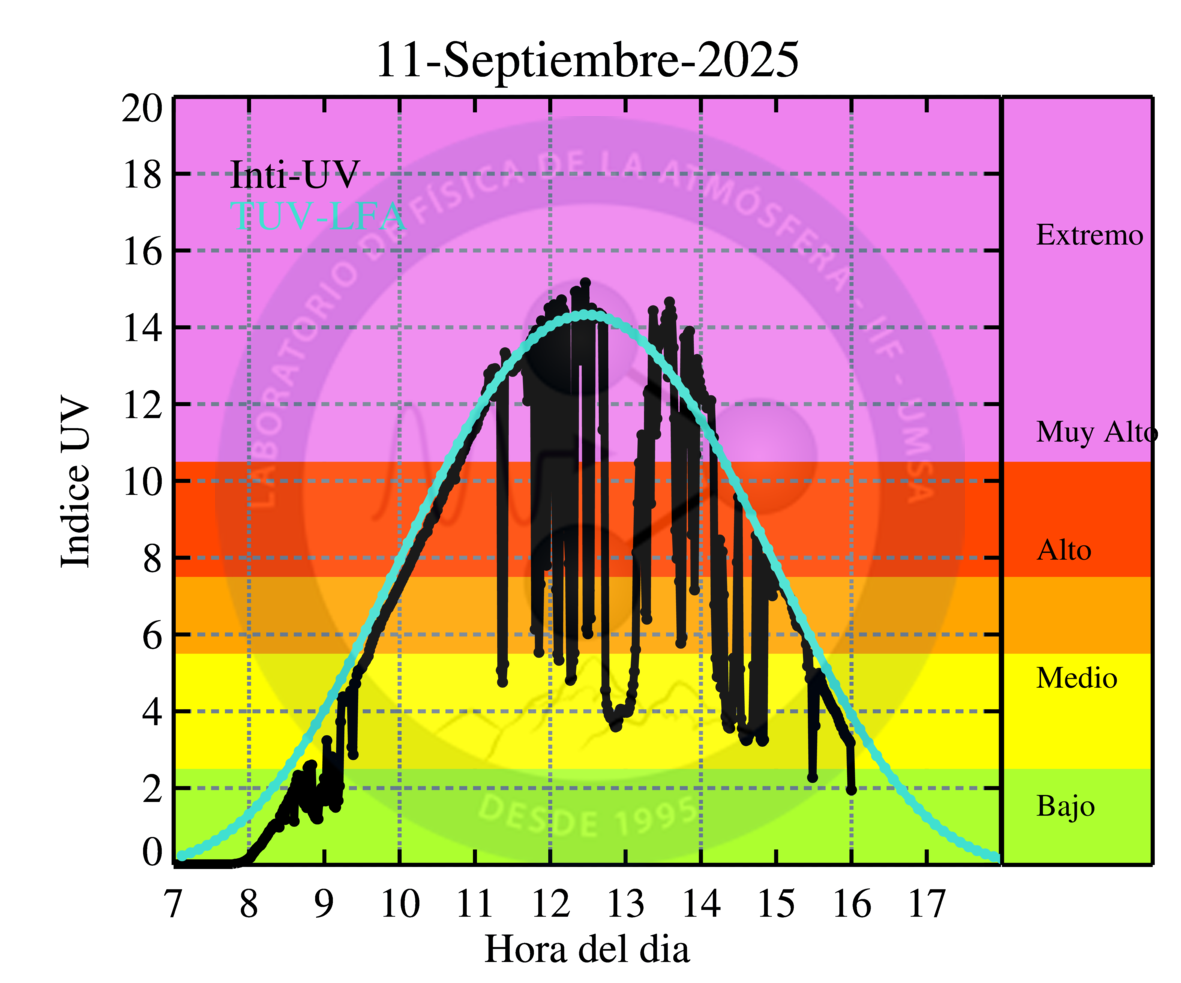 11-Septiembre-2025
20
18
16
14
12
10
8
6
4
2
0
Indice UV
Inti-UV
TUV-LFA
LABORATORIO DE FÍSICA DE LA ATMÓSFERA - IIF - UMSA
DESDE 1995
Extremo
Muy Alto
Alto
Medio
Bajo
7 8 9 10 11 12 13 14 15 16 17
Hora del dia